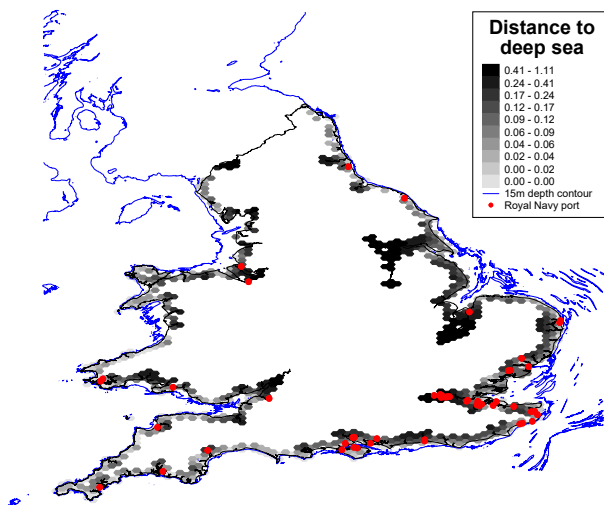 Distance to
deep sea
0.41 - 1.11
0.24 - 0.41
0.17 - 0.24
0.12 - 0.17
0.09 - 0.12
0.06 - 0.09
0.04 - 0.06
0.02 - 0.04
0.00 - 0.02
0.00 - 0.00
15m depth contour
Royal Navy port